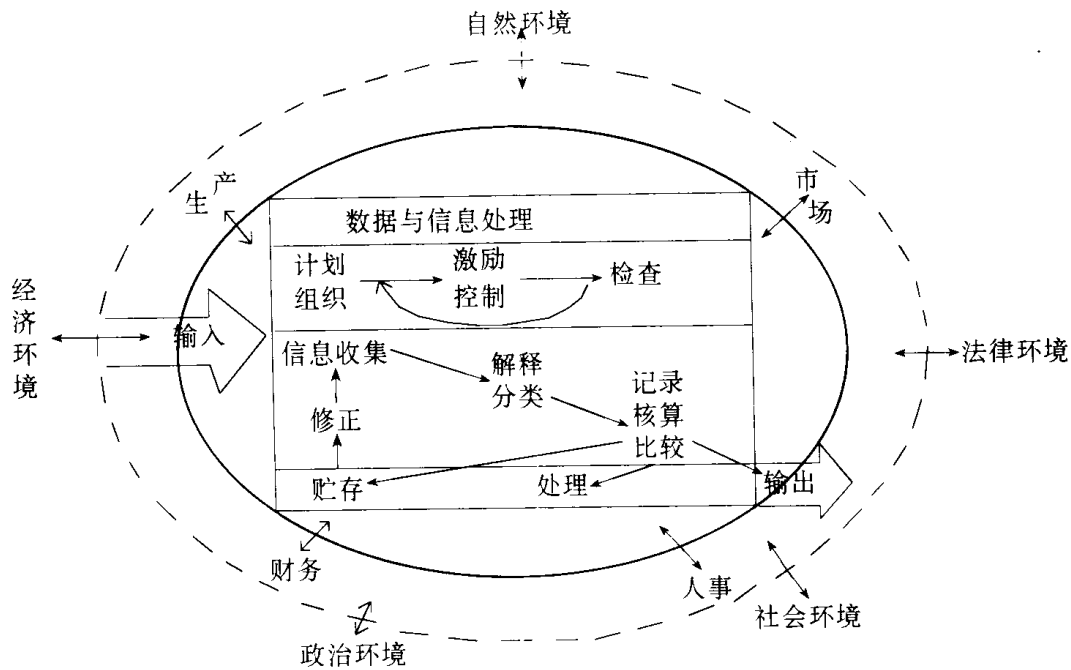 自然环境
生产
市场
数据与信息处理
计划
组织
激励
控制
检查
经济环境
输入
信息收集
解释
分类
法律环境
记录
核算
比较
修正
贮存
处理
输出
财务
人事
社会环境
政治环境